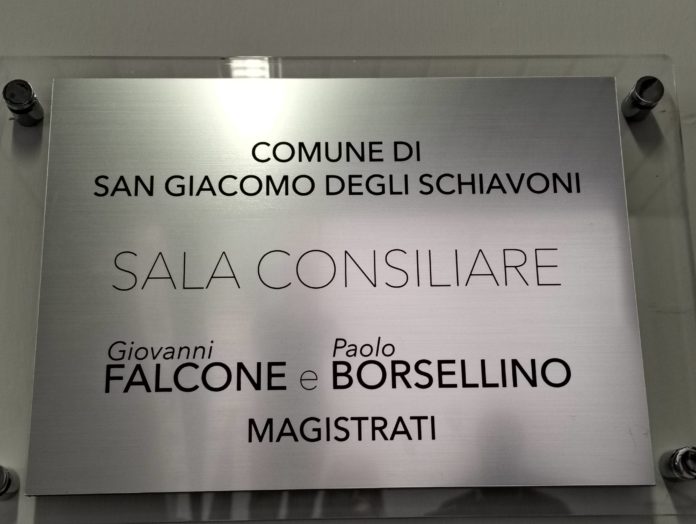 COMUNE DI
SAN GIACOMO DEGLI SCHIAVONI
SALA CONSILIARE
Giovanni Paolo
FALCONE e BORSELLINO
MAGISTRATI